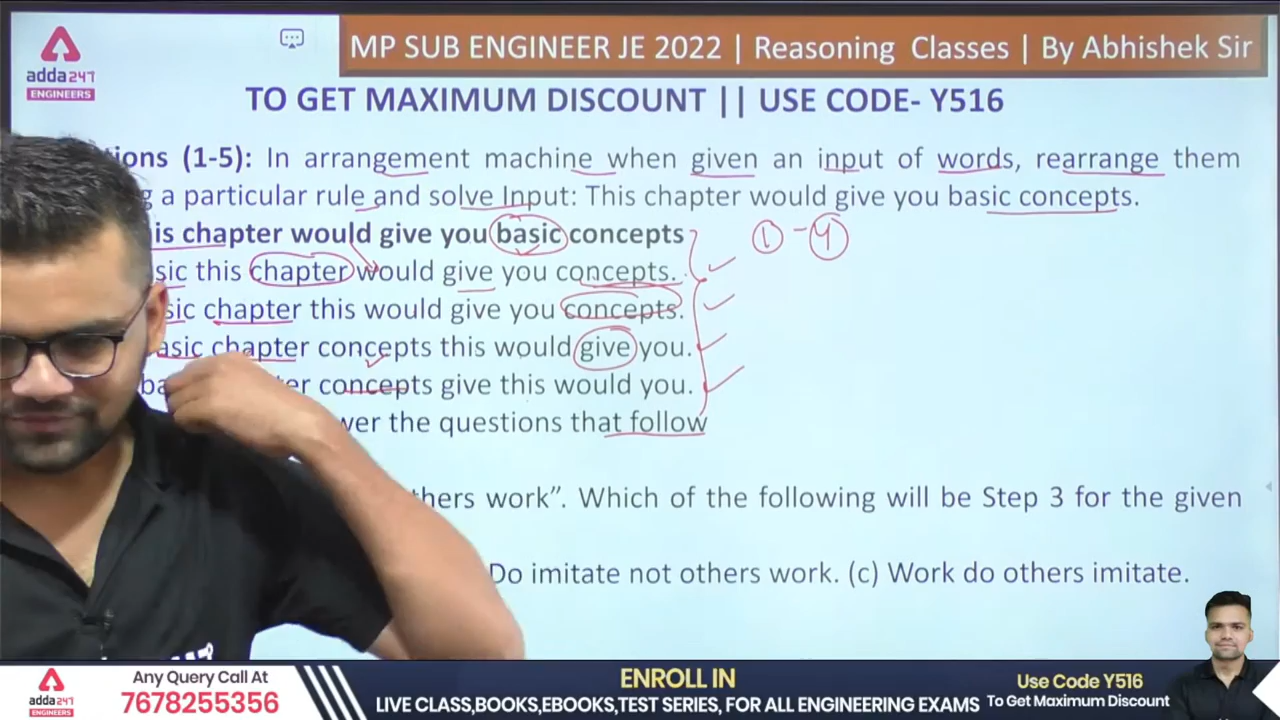 adda247
ENGINEERS
MP SUB ENGINEER JE 2022 | Reasoning Classes | By Abhishek Sir
TO GET MAXIMUM DISCOUNT || USE CODE- Y516
tions (1-5): In arrangement machine when given an input of words, rearrange them
g a particular rule and solve Input: This chapter would give you basic concepts.
is chapter would give you basic concepts
1 - 4
sic this chapter would give you concepts.
sic chapter this would give you concepts.
asic chapter concepts this would give you.
ba er concepts give this would you.
wer the questions that follow
thers work”. Which of the following will be Step 3 for the given
Do imitate not others work. (c) Work do others imitate.
adda247
ENGINEERS
Any Query Call At
7678255356
ENROLL IN
LIVE CLASS,BOOKS,EBOOKS,TEST SERIES, FOR ALL ENGINEERING EXAMS
Use Code Y516
To Get Maximum Discount